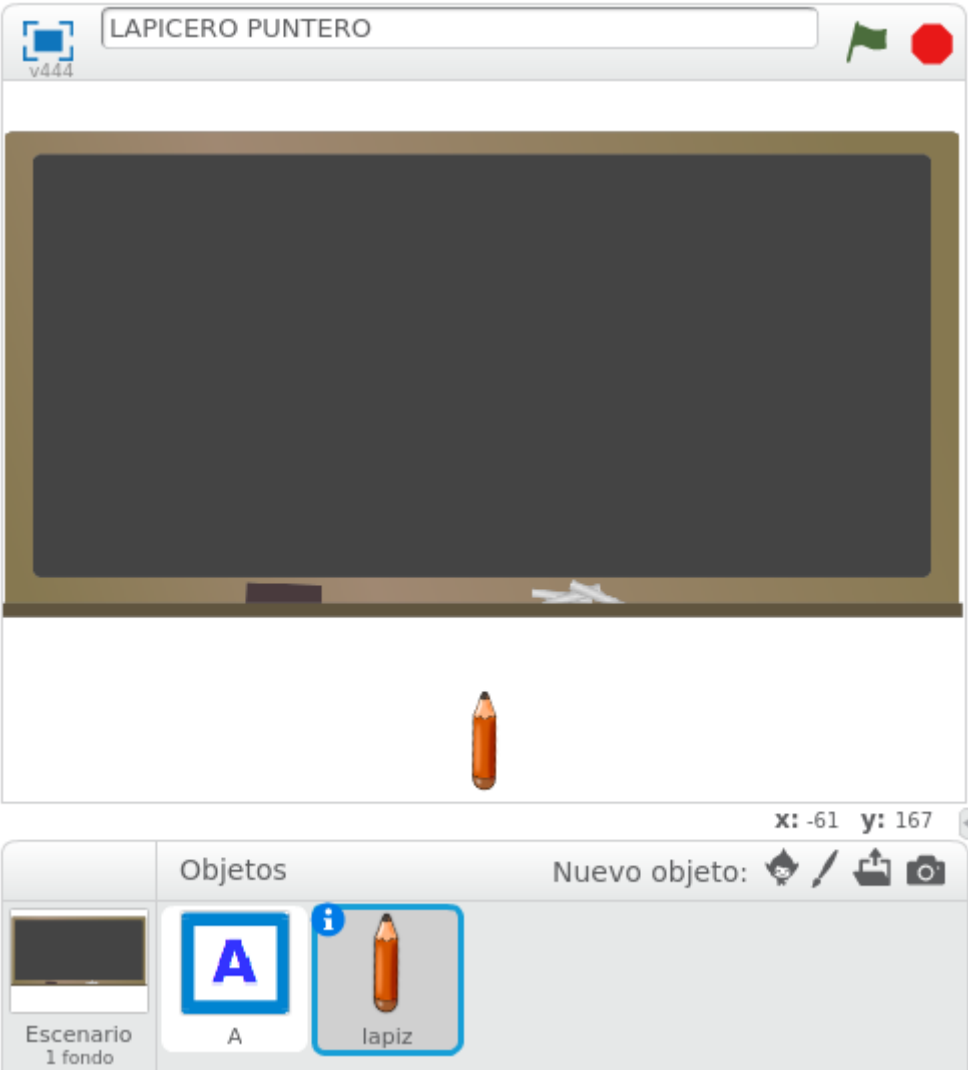 LAPICERO PUNTERO
v444
x: -61 y: 167
Objetos
Nuevo objeto:
A
A
lapiz
Escenario
1 fondo